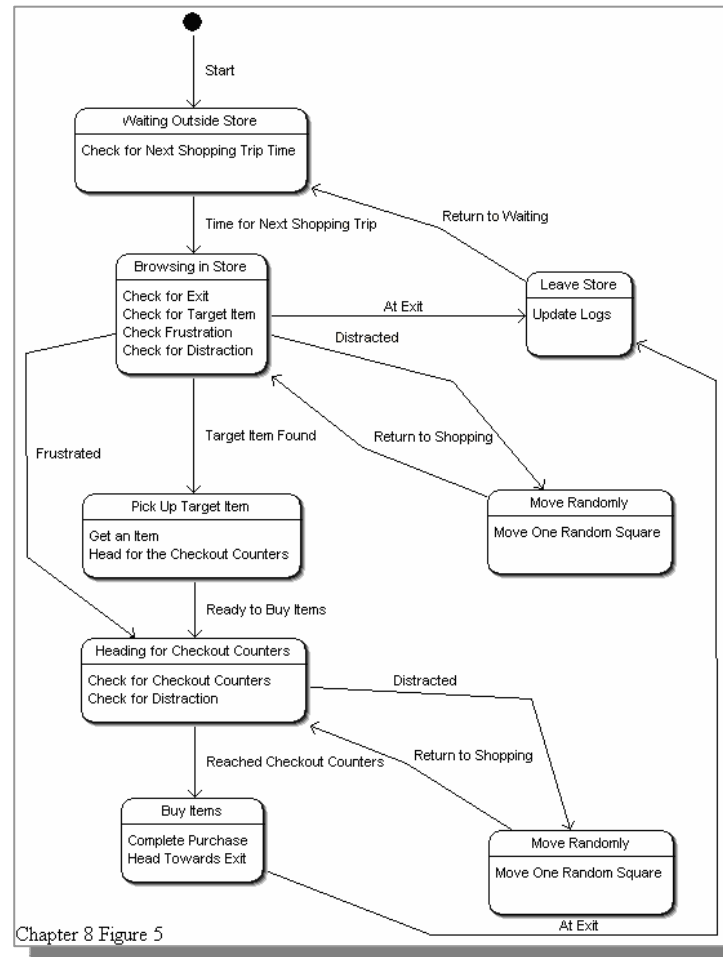 Start
Waiting Outside Store
Check for Next Shopping Trip Time
Return to Waiting
Time for Next Shopping Trip
Browsing in Store
Check for Exit
Check for Target Item
Check Frustration
Check for Distraction
At Exit
Leave Store
Update Logs
Distracted
Frustrated
Target Item Found
Return to Shopping
Pick Up Target Item
Get an Item
Head for the Checkout Counters
Move Randomly
Move One Random Square
Ready to Buy Items
Heading for Checkout Counters
Check for Checkout Counters
Check for Distraction
Distracted
Reached Checkout Counters
Return to Shopping
Buy Items
Complete Purchase
Head Towards Exit
Move Randomly
Move One Random Square
At Exit
Chapter 8 Figure 5